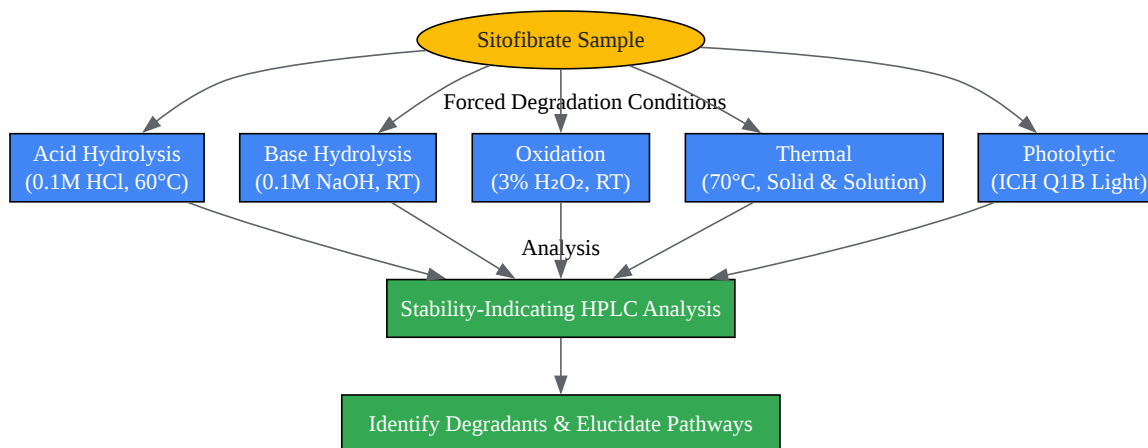 Sitofibrate Sample
Forced Degradation Conditions
Acid Hydrolysis
(0.1M HCl, 60°C)
Base Hydrolysis
(0.1M NaOH, RT)
Oxidation
(3% H₂O₂, RT)
Thermal
(70°C, Solid & Solution)
Photolytic
(ICH Q1B Light)
Analysis
Stability-Indicating HPLC Analysis
Identify Degradants & Elucidate Pathways